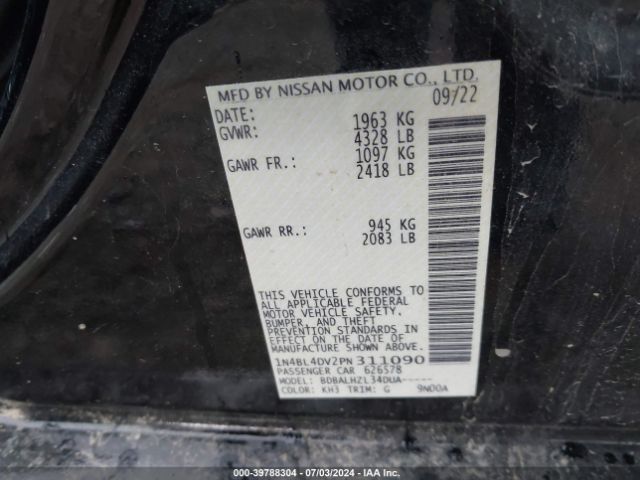 MFD BY NISSAN MOTOR CO., LTD.
DATE: 09/22
GVWR: 1963 KG
4328 LB
GAWR FR.: 1097 KG
2418 LB
GAWR RR.: 945 KG
2083 LB
THIS VEHICLE CONFORMS TO
ALL APPLICABLE FEDERAL
MOTOR VEHICLE SAFETY,
BUMPER, AND THEFT
PREVENTION STANDARDS IN
EFFECT ON THE DATE OF
MANUFACTURE SHOWN ABOVE.
1N4BL4DV2PN311090
PASSENGER CAR 626578
MODEL: BDBALHZL34DUA-----
COLOR: KH3 TRIM: G 9N00A
000-39788304 - 07/03/2024 - IAA Inc.